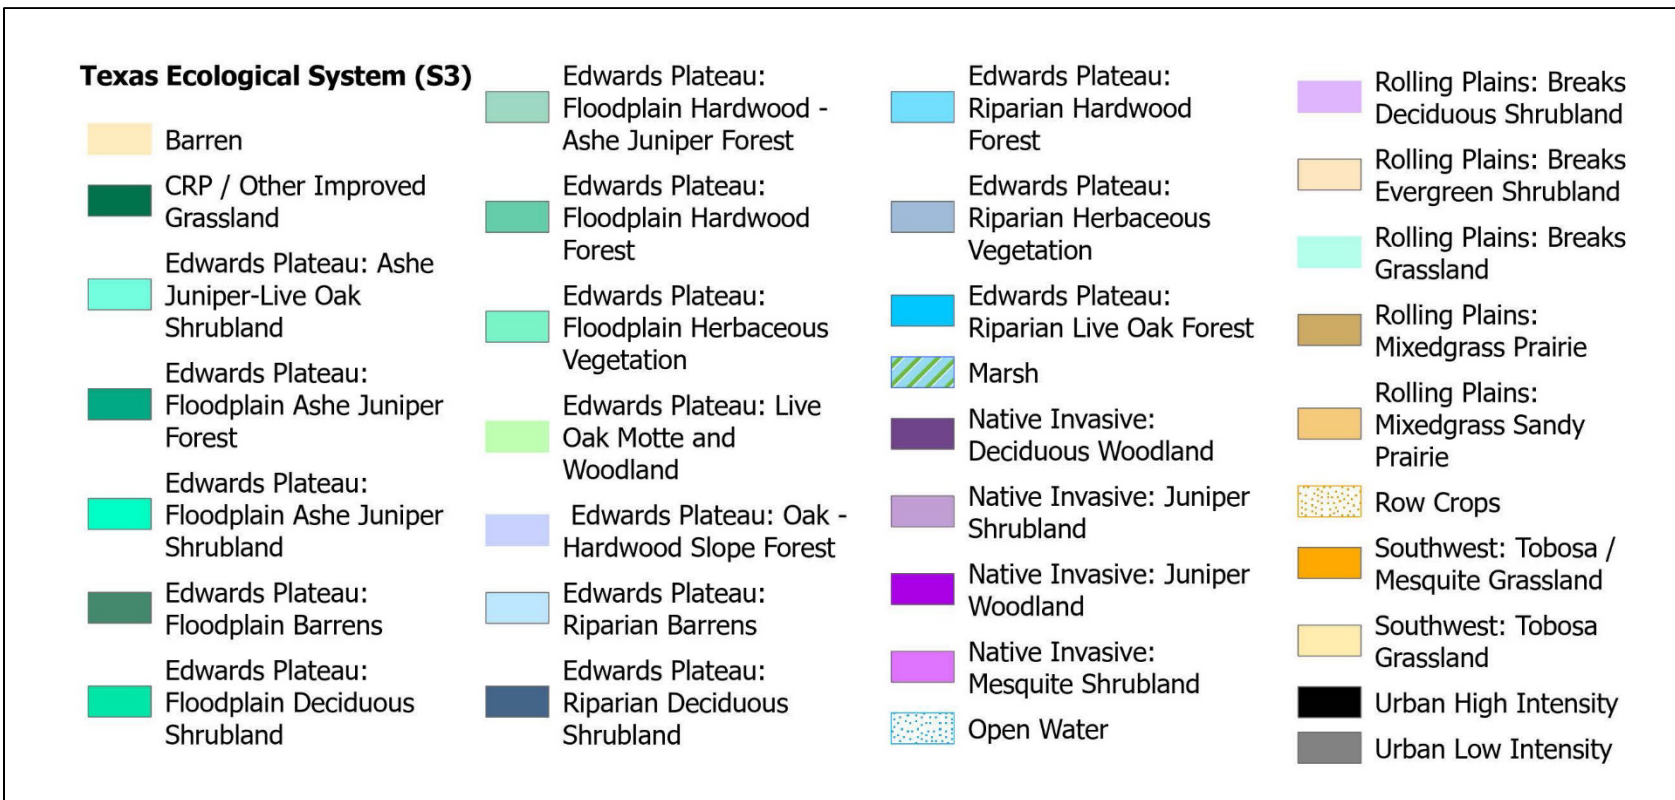 Texas Ecological System (S3)
Barren
CRP / Other Improved
Grassland
Edwards Plateau: Ashe
Juniper-Live Oak
Shrubland
Edwards Plateau:
Floodplain Ashe Juniper
Forest
Edwards Plateau:
Floodplain Ashe Juniper
Shrubland
Edwards Plateau:
Floodplain Barrens
Edwards Plateau:
Floodplain Deciduous
Shrubland
Edwards Plateau:
Floodplain Hardwood -
Ashe Juniper Forest
Edwards Plateau:
Floodplain Hardwood
Forest
Edwards Plateau:
Floodplain Herbaceous
Vegetation
Edwards Plateau: Live
Oak Motte and
Woodland
Edwards Plateau: Oak -
Hardwood Slope Forest
Edwards Plateau:
Riparian Barrens
Edwards Plateau:
Riparian Deciduous
Shrubland
Edwards Plateau:
Riparian Hardwood
Forest
Edwards Plateau:
Riparian Herbaceous
Vegetation
Edwards Plateau:
Riparian Live Oak Forest
Marsh
Native Invasive:
Deciduous Woodland
Native Invasive: Juniper
Shrubland
Native Invasive: Juniper
Woodland
Native Invasive:
Mesquite Shrubland
Open Water
Rolling Plains: Breaks
Deciduous Shrubland
Rolling Plains: Breaks
Evergreen Shrubland
Rolling Plains: Breaks
Grassland
Rolling Plains:
Mixedgrass Prairie
Rolling Plains:
Mixedgrass Sandy
Prairie
Row Crops
Southwest: Tobosa /
Mesquite Grassland
Southwest: Tobosa
Grassland
Urban High Intensity
Urban Low Intensity